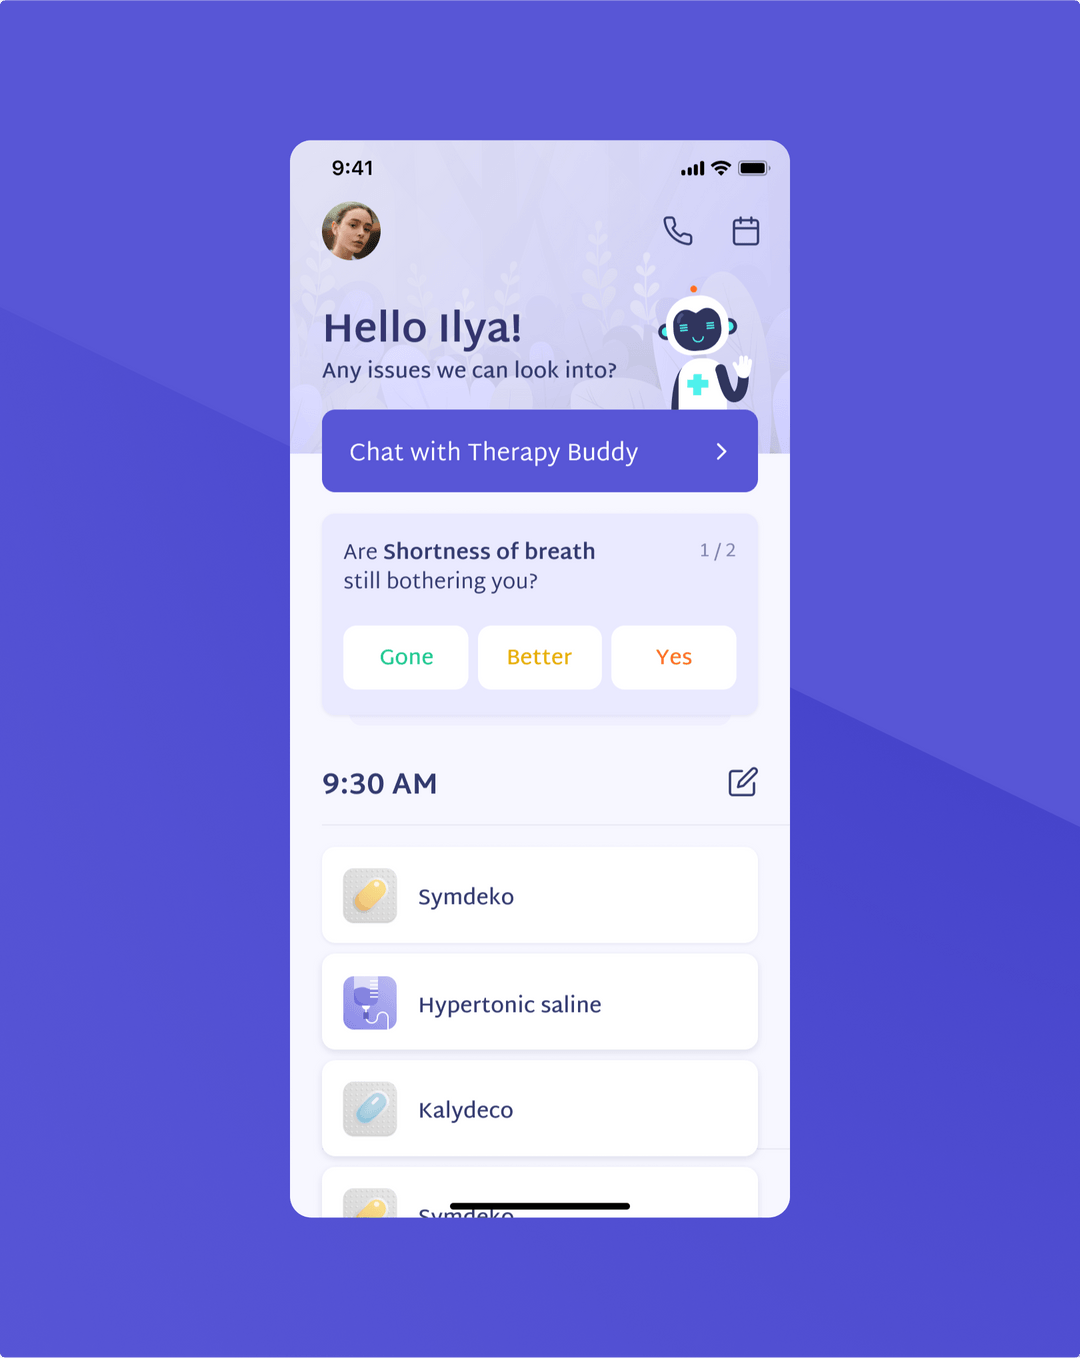 9:41
Hello Ilya!
Any issues we can look into?
Chat with Therapy Buddy
Are Shortness of breath
1 / 2
still bothering you?
Gone
Better
Yes
9:30 AM
Symdeko
Hypertonic saline
Kalydeco
Symdeko